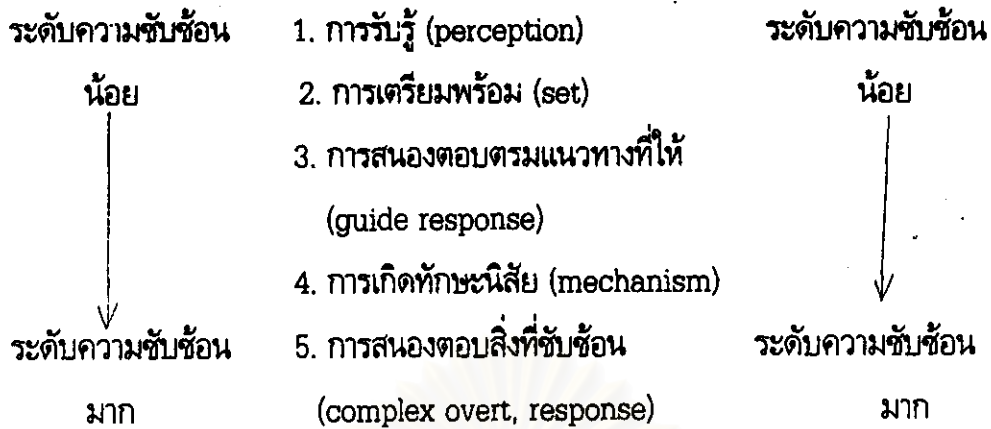 ระดับความซับซ้อน 1. การรับรู้ (perception) ระดับความซับซ้อน
น้อย 2. การเตรียมพร้อม (set) น้อย
3. การสนองตอบตรมแนวทางที่ให้
(guide response)
4. การเกิดทักษะนิสัย (mechanism)
ระดับความซับซ้อน 5. การสนองตอบสิ่งที่ซับซ้อน ระดับความซับซ้อน
มาก (complex overt, response) มาก